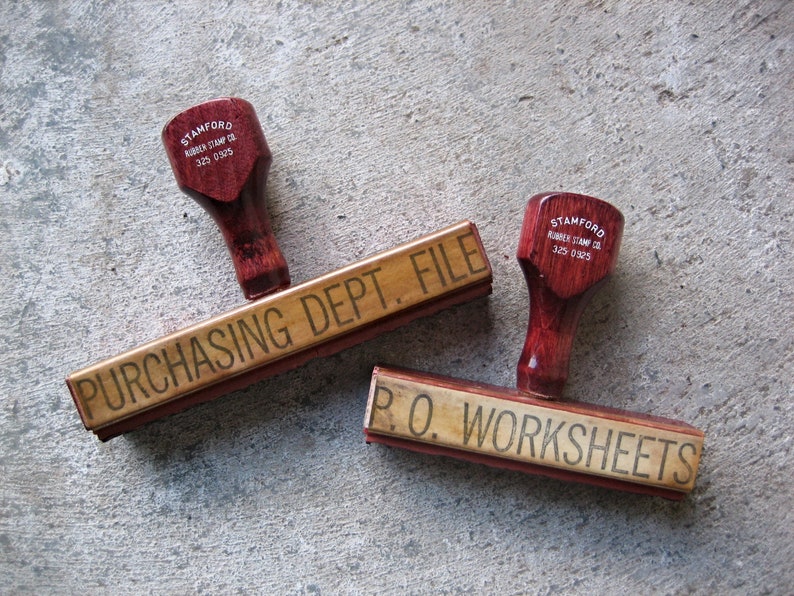 STAMFORD
RUBBER STAMP CO.
325 0925
PURCHASING DEPT. FILE
STAMFORD
RUBBER STAMP CO.
325 0925
P.O. WORKSHEETS